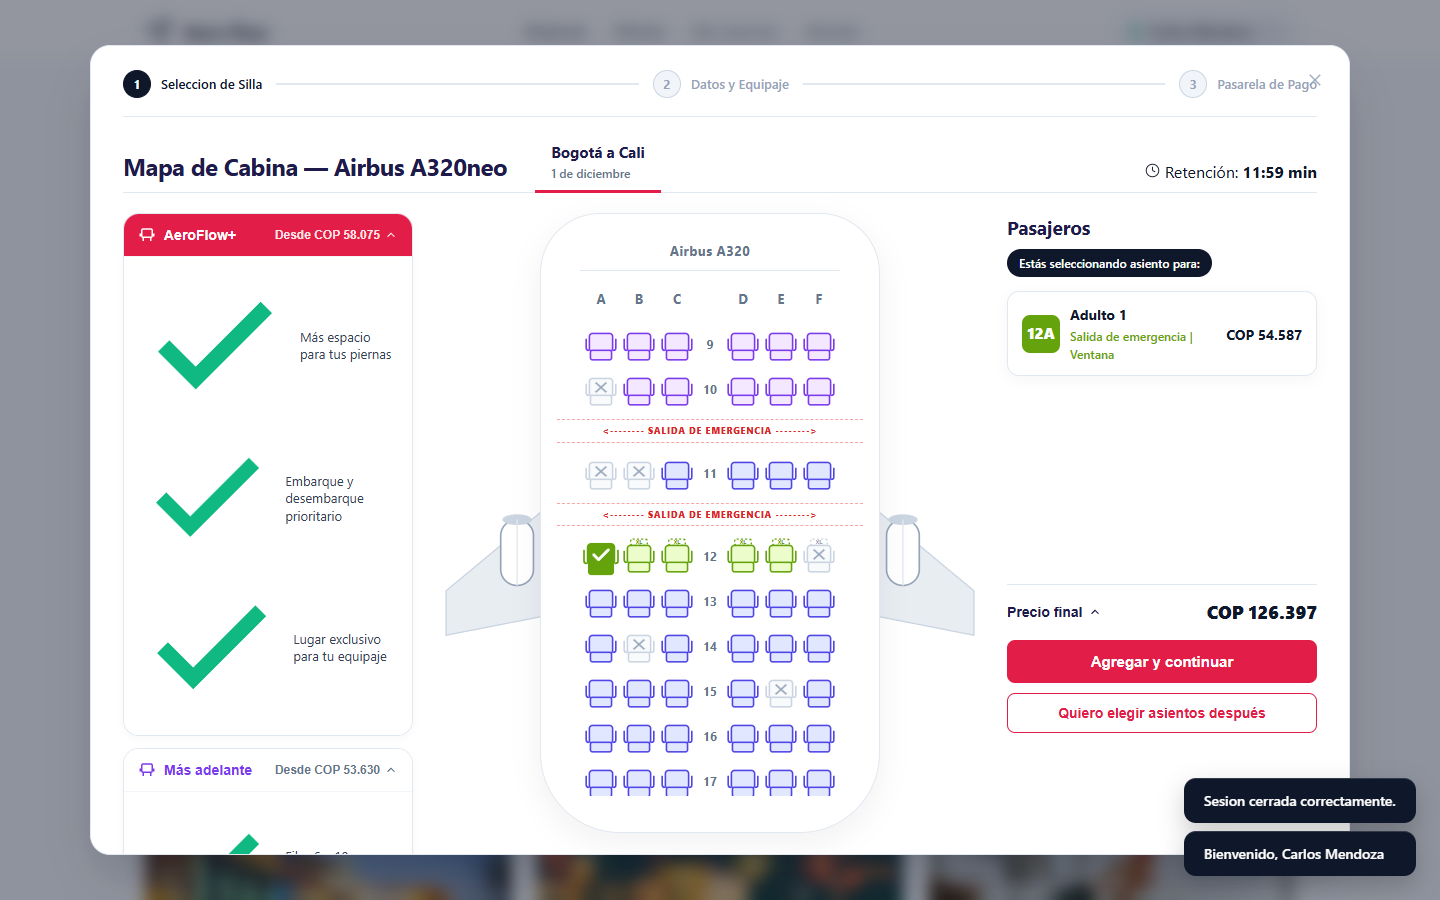 1 Seleccion de Silla
2 Datos y Equipaje
3 Pasarela de Pago
Mapa de Cabina — Airbus A320neo
Bogotá a Cali
1 de diciembre
Retención: 11:59 min
AeroFlow+ Desde COP 58.075
Más espacio
para tus piernas
Embarque y
desembarque
prioritario
Lugar exclusivo
para tu equipaje
Más adelante Desde COP 53.630
Airbus A320
A B C D E F
9
10
<-------- SALIDA DE EMERGENCIA -------->
11
<-------- SALIDA DE EMERGENCIA -------->
XL XL XL XL XL
12
13
14
15
16
17
Pasajeros
Estás seleccionando asiento para:
12A
Adulto 1
Salida de emergencia |
Ventana
COP 54.587
Precio final COP 126.397
Agregar y continuar
Quiero elegir asientos después
Sesion cerrada correctamente.
Bienvenido, Carlos Mendoza